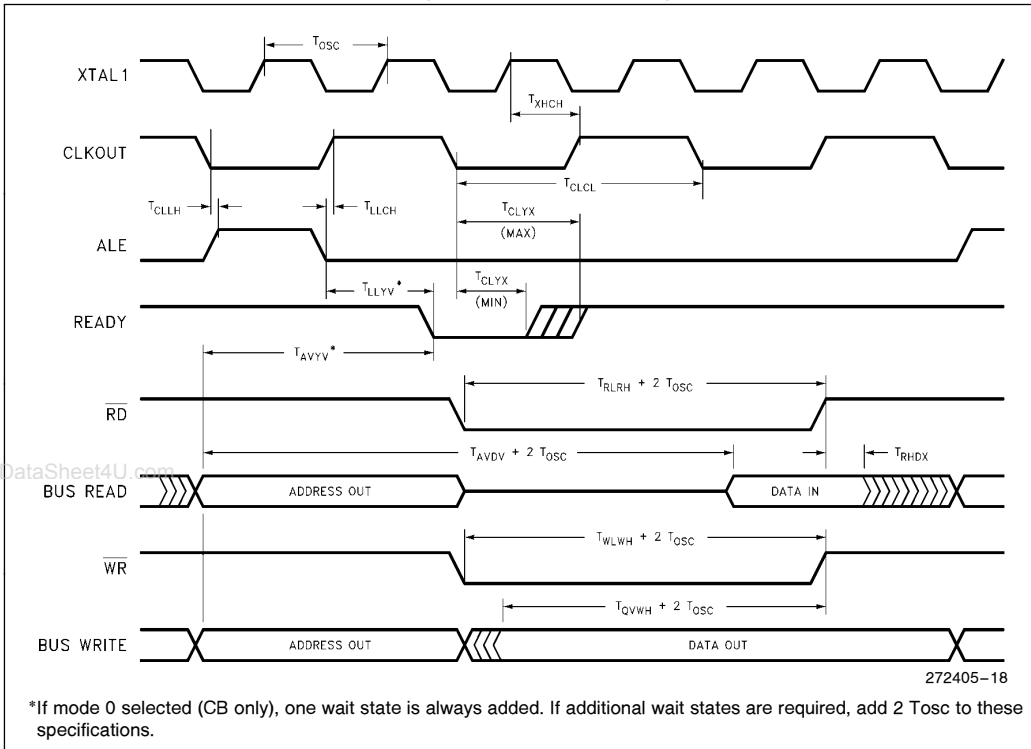 T_OSC
XTAL1
T_XHCH
CLKOUT
T_CLCL
T_CLLH
T_LLCH
T_CLYX
(MAX)
ALE
T_CLYX
(MIN)
T_LLYV*
READY
T_AVYV*
T_RLRH + 2 T_OSC
RD
T_AVDV + 2 T_OSC
T_RHDX
DataSheet4U.com
BUS READ
ADDRESS OUT
DATA IN
T_WLWH + 2 T_OSC
WR
T_QVWH + 2 T_OSC
BUS WRITE
ADDRESS OUT
DATA OUT
272405–18
*If mode 0 selected (CB only), one wait state is always added. If additional wait states are required, add 2 Tosc to these
specifications.